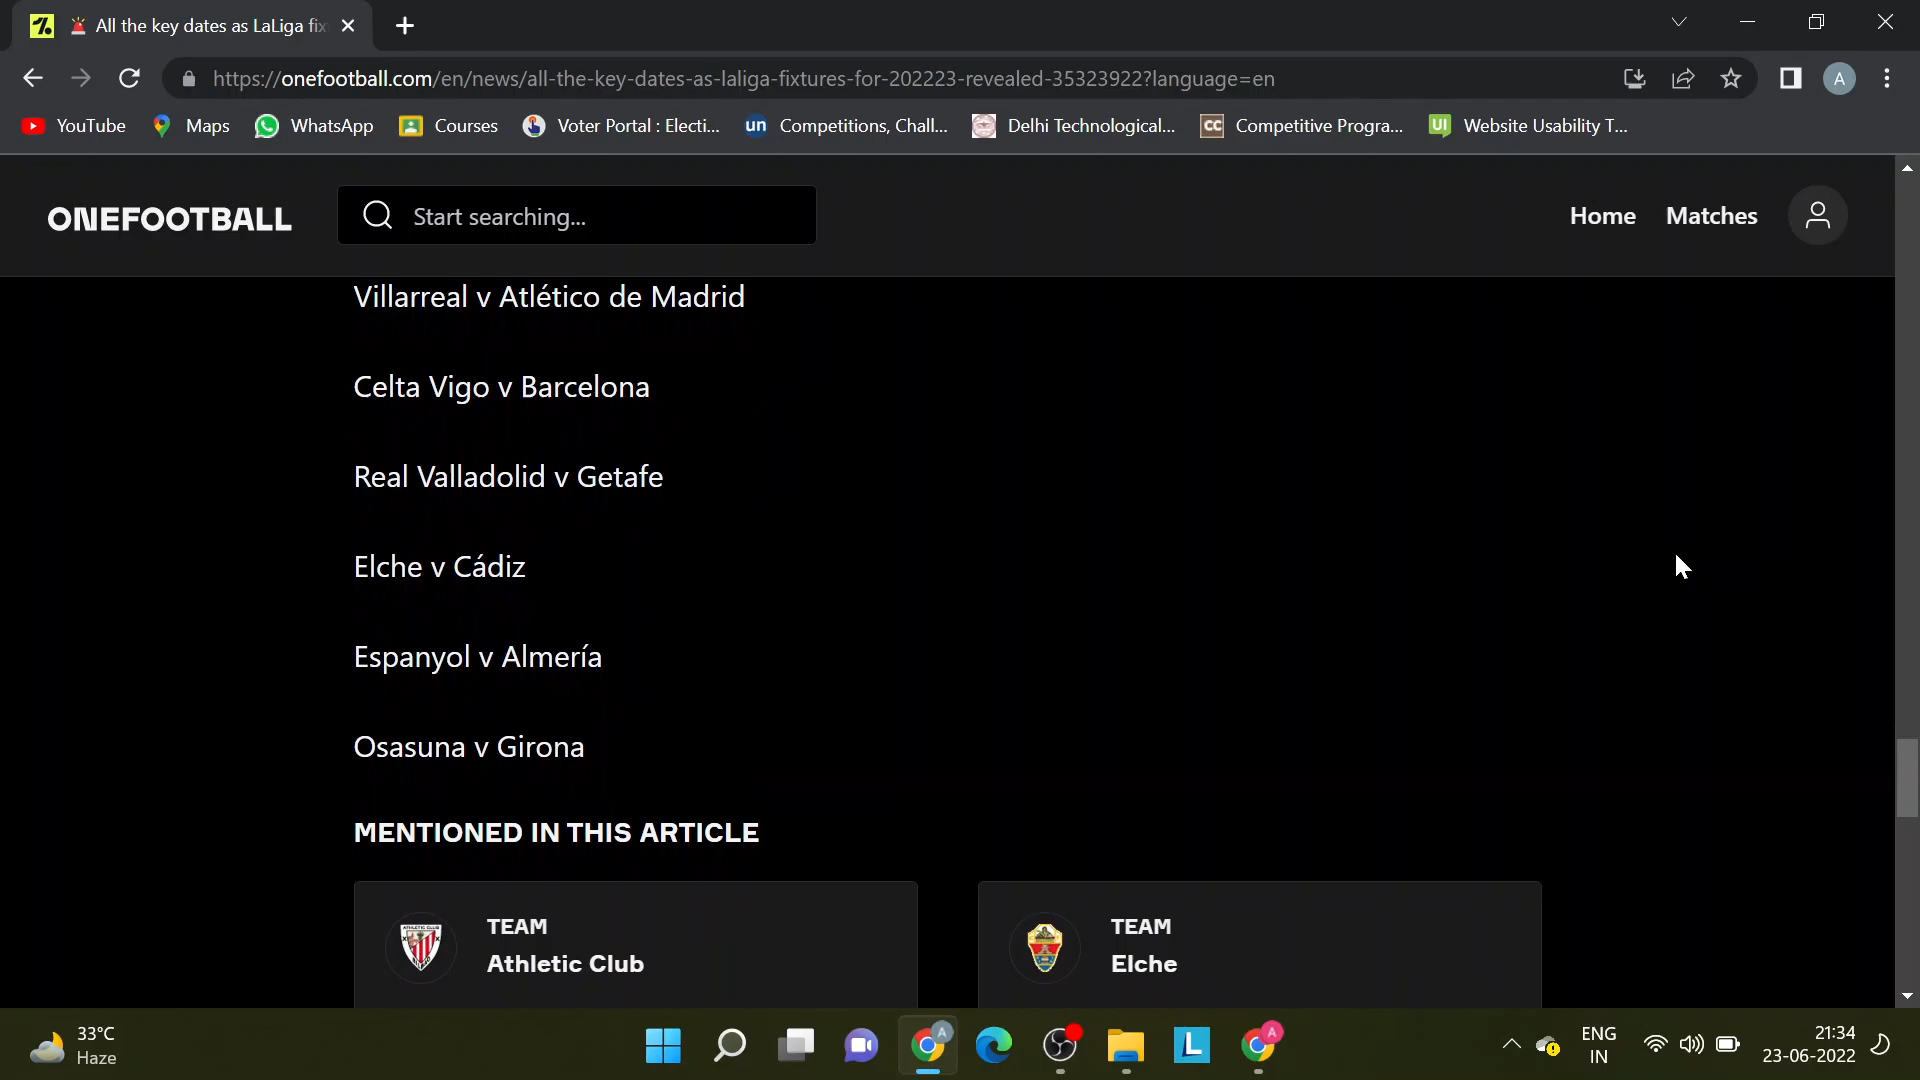 All the key dates as LaLiga fix
https://onefootball.com/en/news/all-the-key-dates-as-laliga-fixtures-for-202223-revealed-35323922?language=en
A
YouTube Maps WhatsApp Courses Voter Portal : Electi... un Competitions, Chall... Delhi Technological... CC Competitive Progra... UI Website Usability T...
ONEFOOTBALL
Start searching...
Home Matches
Villarreal v Atlético de Madrid
Celta Vigo v Barcelona
Real Valladolid v Getafe
Elche v Cádiz
Espanyol v Almería
Osasuna v Girona
MENTIONED IN THIS ARTICLE
TEAM
Athletic Club
TEAM
Elche
33°C
Haze
A
L
A
ENG
IN
21:34
23-06-2022